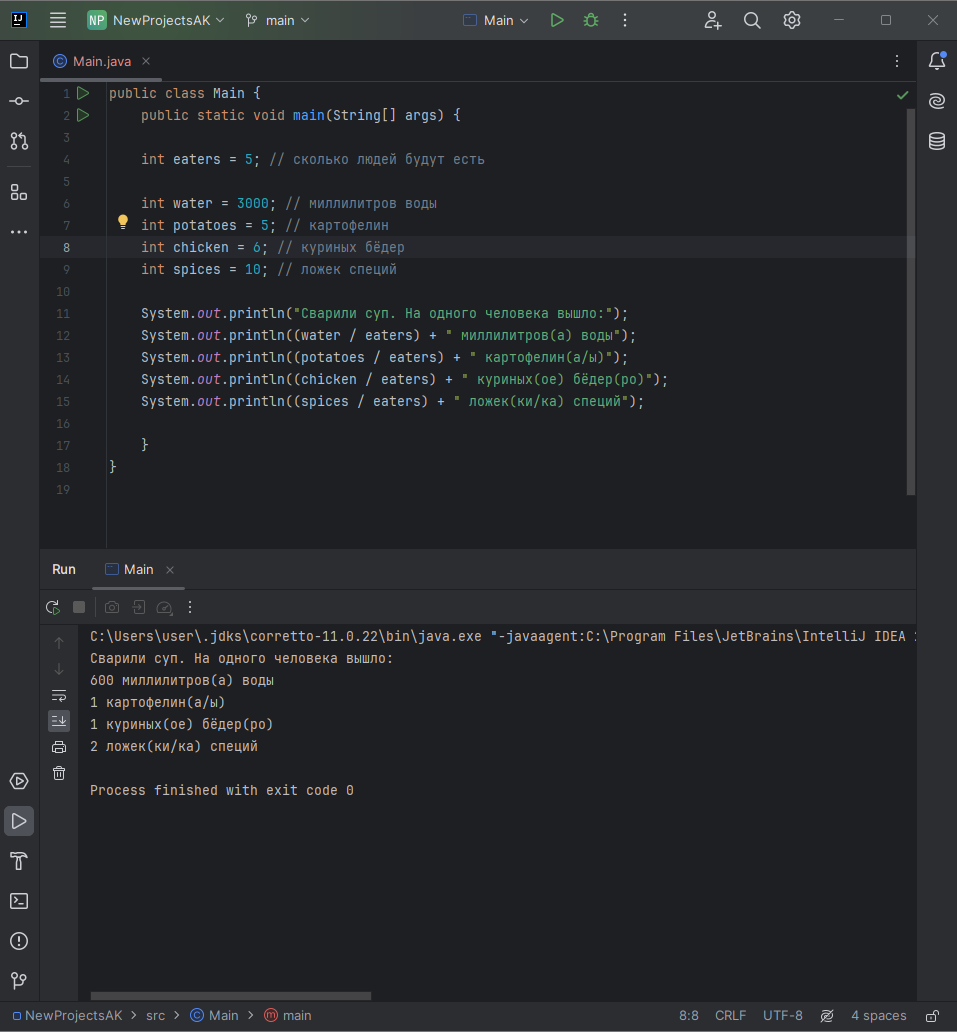 IJ NP NewProjectsAK main Main
Main.java
1 public class Main {
2 public static void main(String[] args) {
3
4 int eaters = 5; // сколько людей будут есть
5
6 int water = 3000; // миллилитров воды
7 int potatoes = 5; // картофелин
8 int chicken = 6; // куриных бёдер
9 int spices = 10; // ложек специй
10
11 System.out.println("Сварили суп. На одного человека вышло:");
12 System.out.println((water / eaters) + " миллилитров(а) воды");
13 System.out.println((potatoes / eaters) + " картофелин(а/ы)");
14 System.out.println((chicken / eaters) + " куриных(ое) бёдер(ро)");
15 System.out.println((spices / eaters) + " ложек(ки/ка) специй");
16
17 }
18 }
19
Run Main
C:\Users\user\.jdks\corretto-11.0.22\bin\java.exe "-javaagent:C:\Program Files\JetBrains\IntelliJ IDEA
Сварили суп. На одного человека вышло:
600 миллилитров(а) воды
1 картофелин(а/ы)
1 куриных(ое) бёдер(ро)
2 ложек(ки/ка) специй
Process finished with exit code 0
NewProjectsAK > src > C Main > m main 8:8 CRLF UTF-8 4 spaces